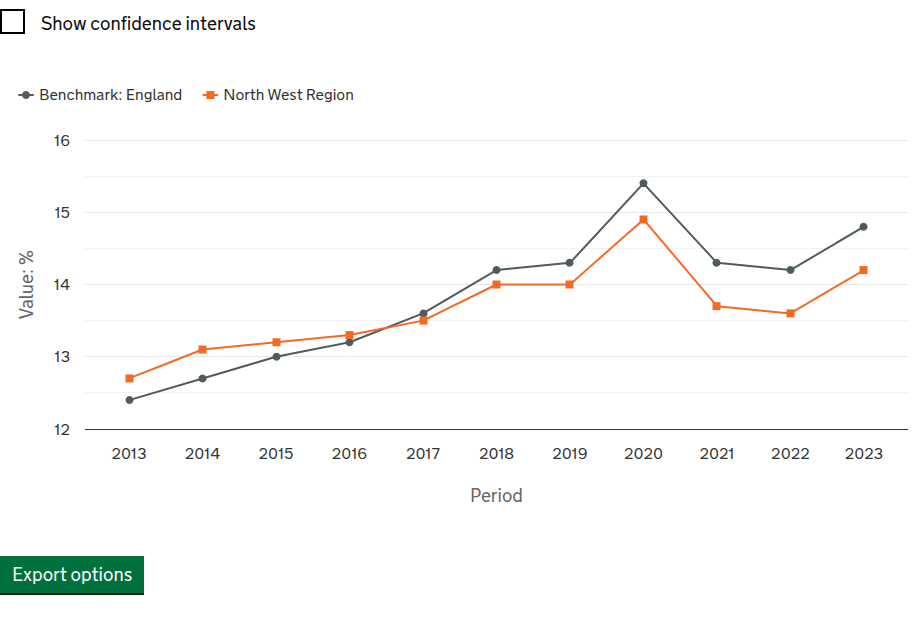 Show confidence intervals
Benchmark: England North West Region
16
15
14
13
12
Value: %
2013 2014 2015 2016 2017 2018 2019 2020 2021 2022 2023
Period
Export options